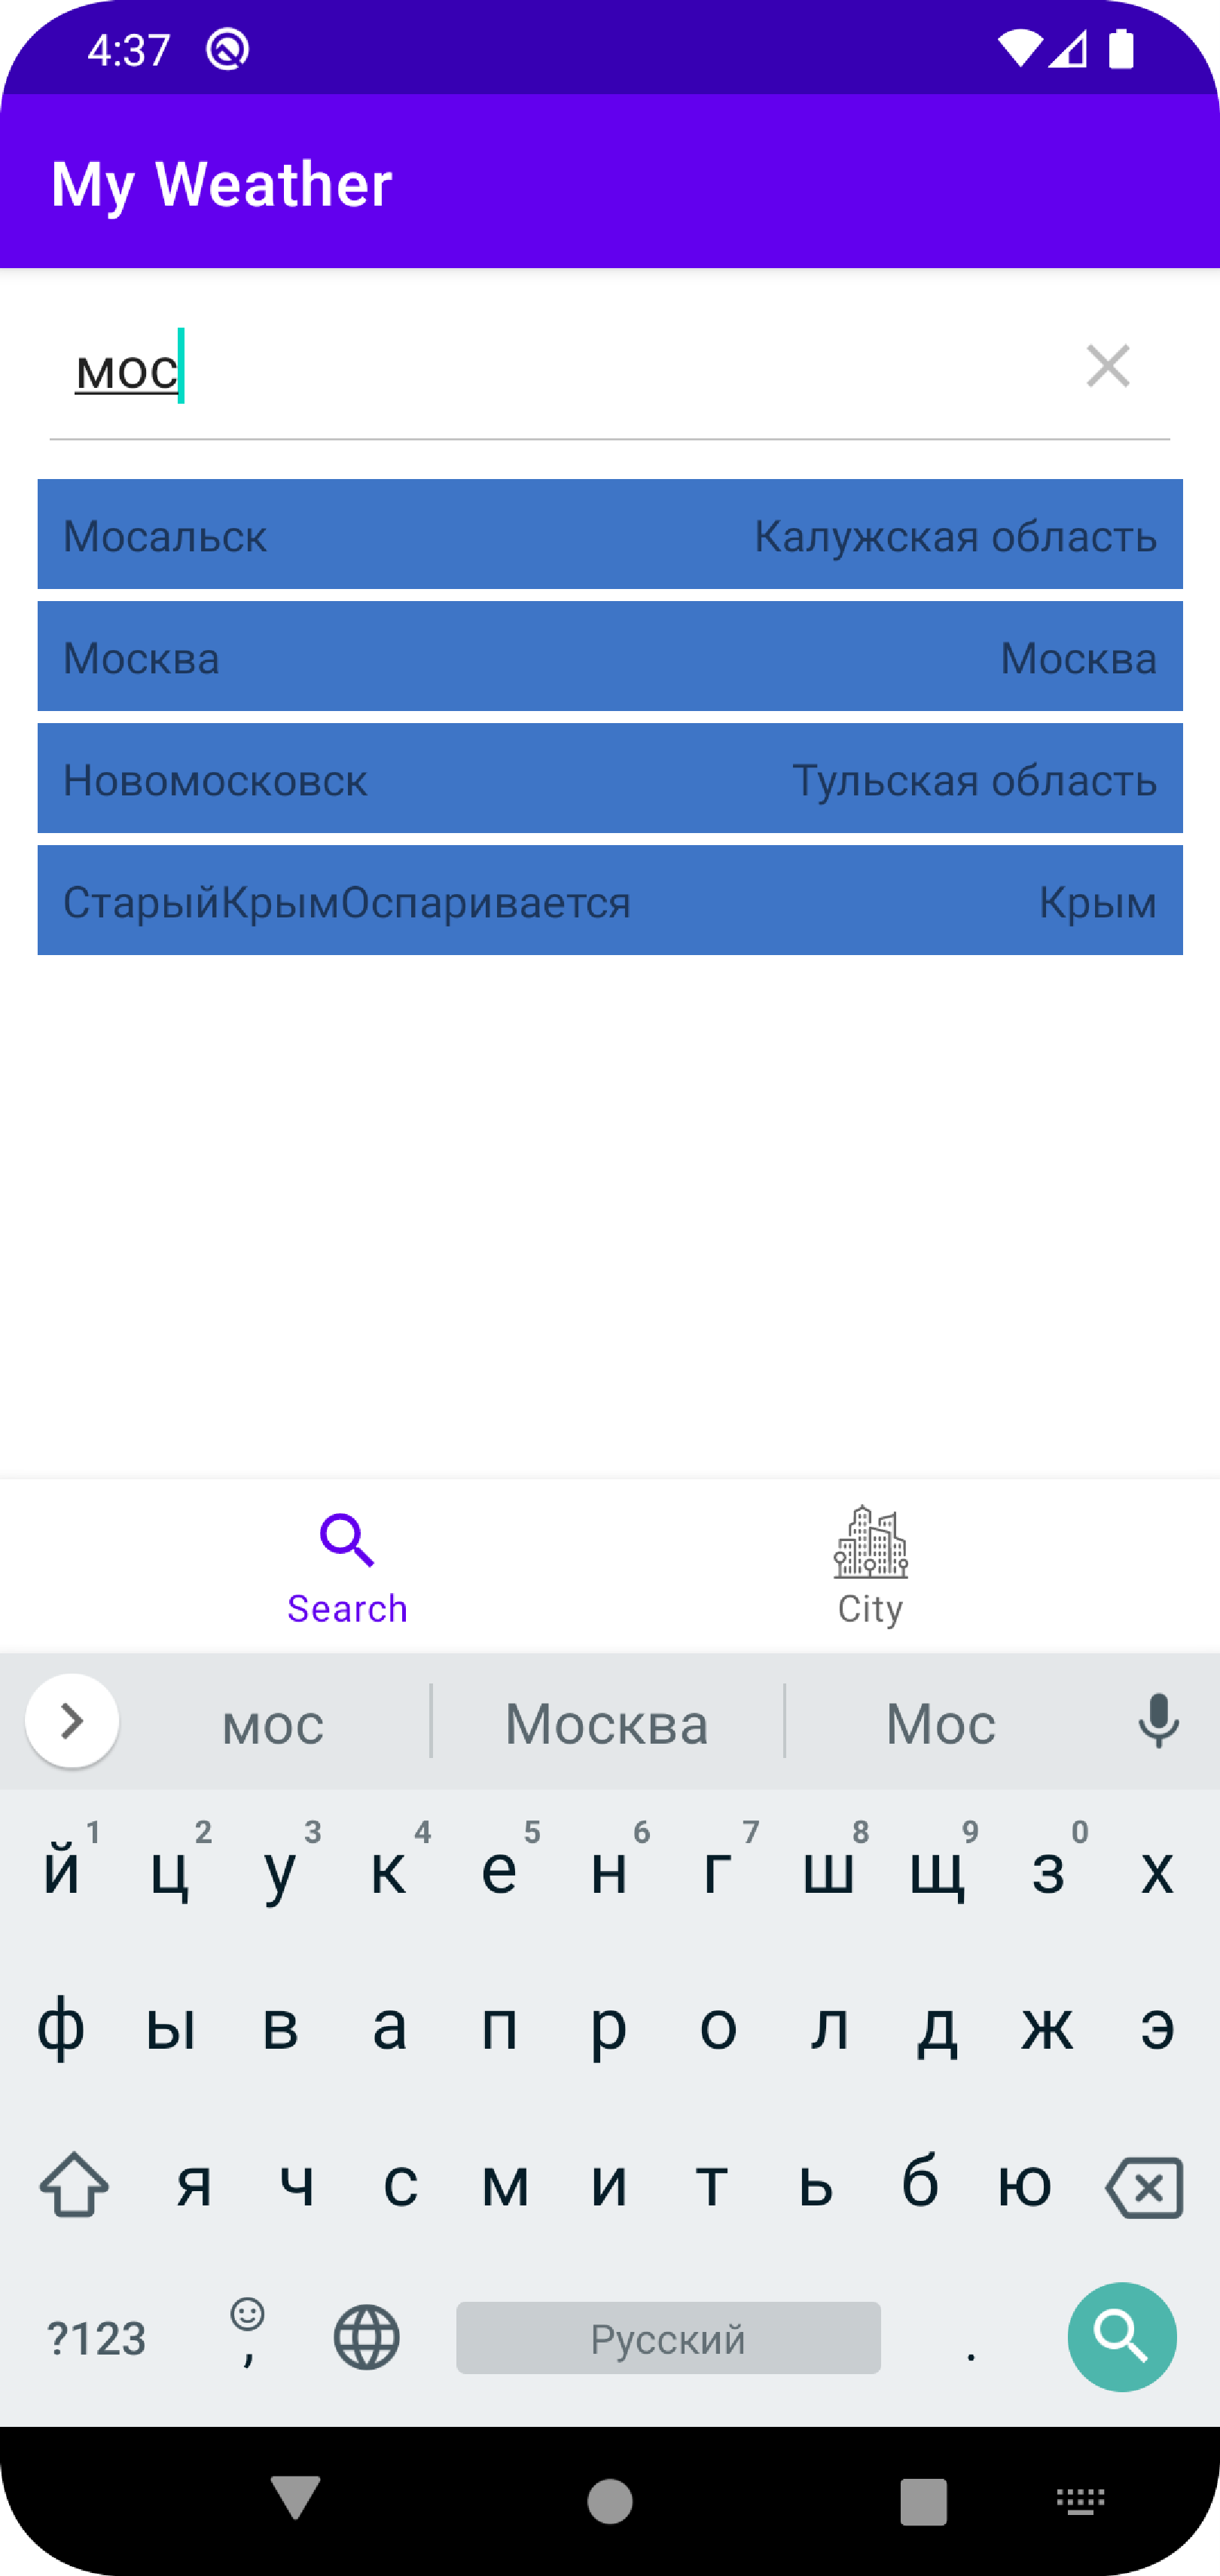 4:37
My Weather
мос
Мосальск Калужская область
Москва Москва
Новомосковск Тульская область
СтарыйКрымОспаривается Крым
Search City
мос Москва Мос
1 2 3 4 5 6 7 8 9 0
й ц у к е н г ш щ з х
ф ы в а п р о л д ж э
я ч с м и т ь б ю
?123 , Русский .